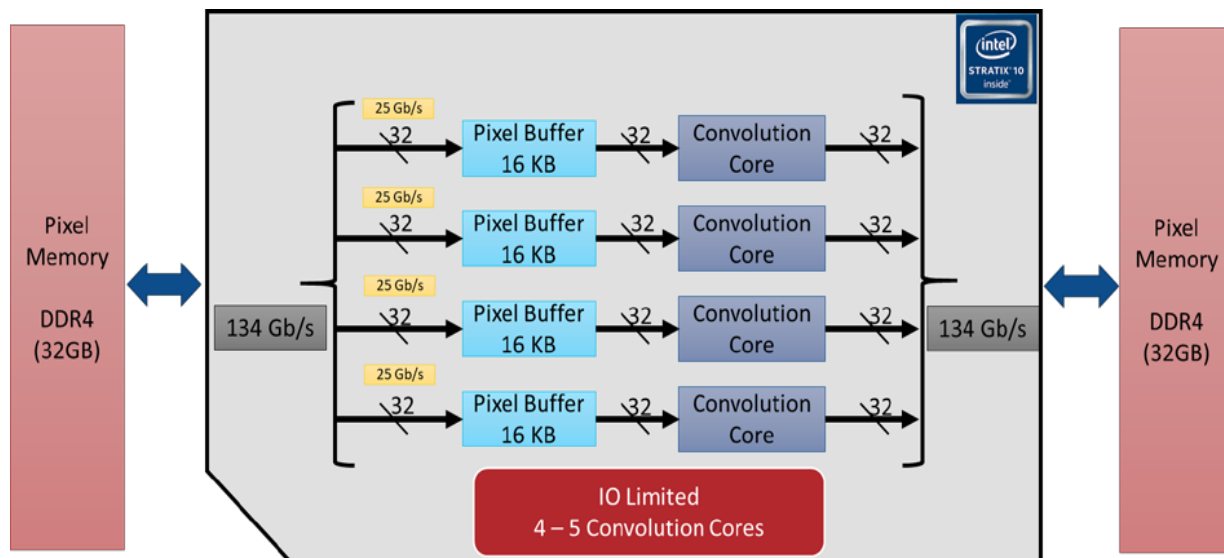 Pixel
Memory
DDR4
(32GB)
134 Gb/s
25 Gb/s
32
Pixel Buffer
16 KB
32
Convolution
Core
32
25 Gb/s
32
Pixel Buffer
16 KB
32
Convolution
Core
32
25 Gb/s
32
Pixel Buffer
16 KB
32
Convolution
Core
32
25 Gb/s
32
Pixel Buffer
16 KB
32
Convolution
Core
32
IO Limited
4 – 5 Convolution Cores
134 Gb/s
intel
STRATIX® 10
inside™
Pixel
Memory
DDR4
(32GB)